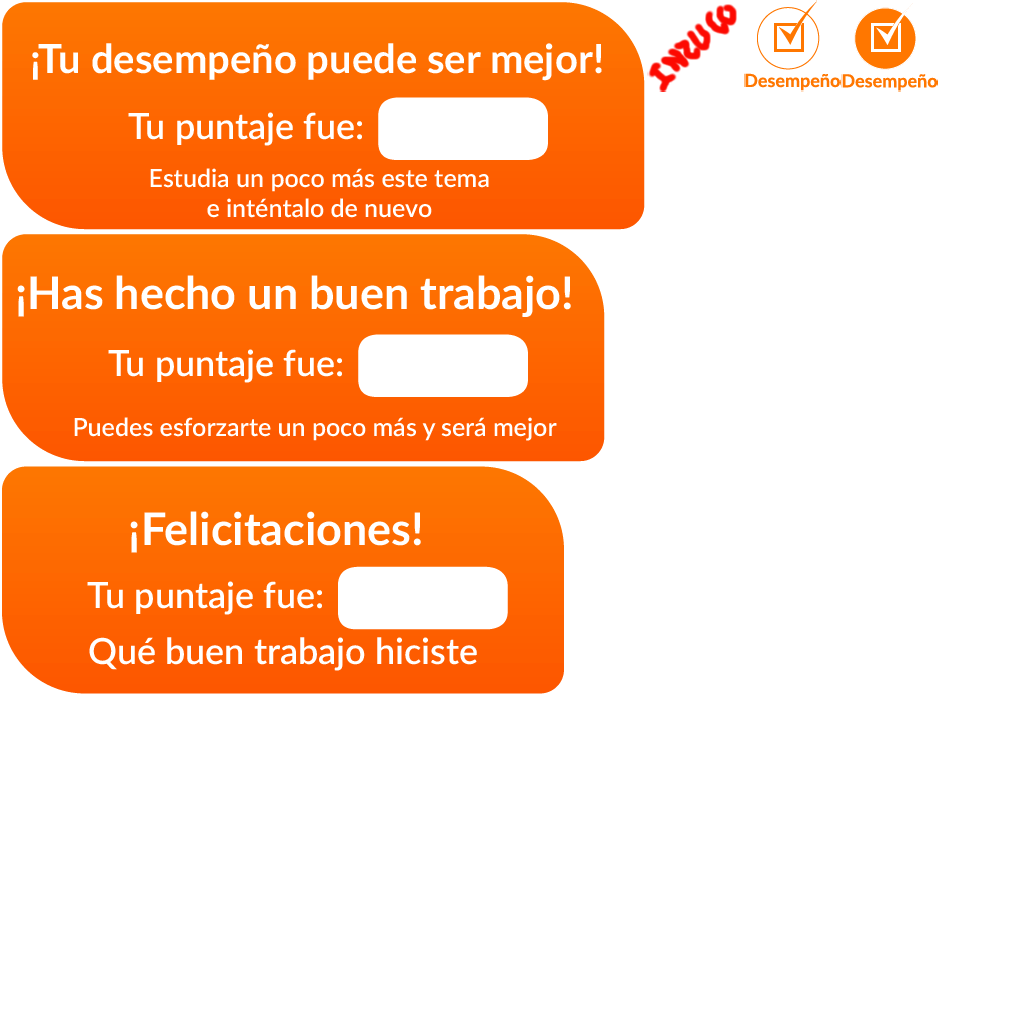 ¡Tu desempeño puede ser mejor!
Tu puntaje fue:
Estudia un poco más este tema
e inténtalo de nuevo
Desempeño
Desempeño
¡Has hecho un buen trabajo!
Tu puntaje fue:
Puedes esforzarte un poco más y será mejor
¡Felicitaciones!
Tu puntaje fue:
Qué buen trabajo hiciste